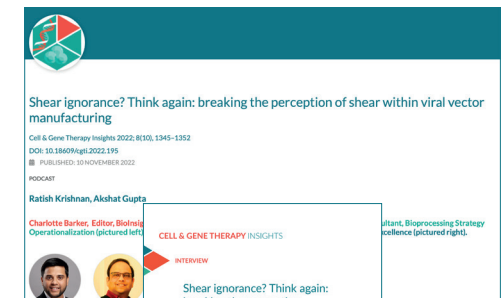 Shear ignorance? Think again: breaking the perception of shear within viral vector
manufacturing
Cell & Gene Therapy Insights 2022; 8(10), 1345–1352
DOI: 10.18609/cgti.2022.195
PUBLISHED: 10 NOVEMBER 2022
PODCAST
Ratish Krishnan, Akshat Gupta
Charlotte Barker, Editor, BioInsig
Operationalization (pictured left)
ultant, Bioprocessing Strategy
xcellence (pictured right).
CELL & GENE THERAPY INSIGHTS
INTERVIEW
Shear ignorance? Think again: